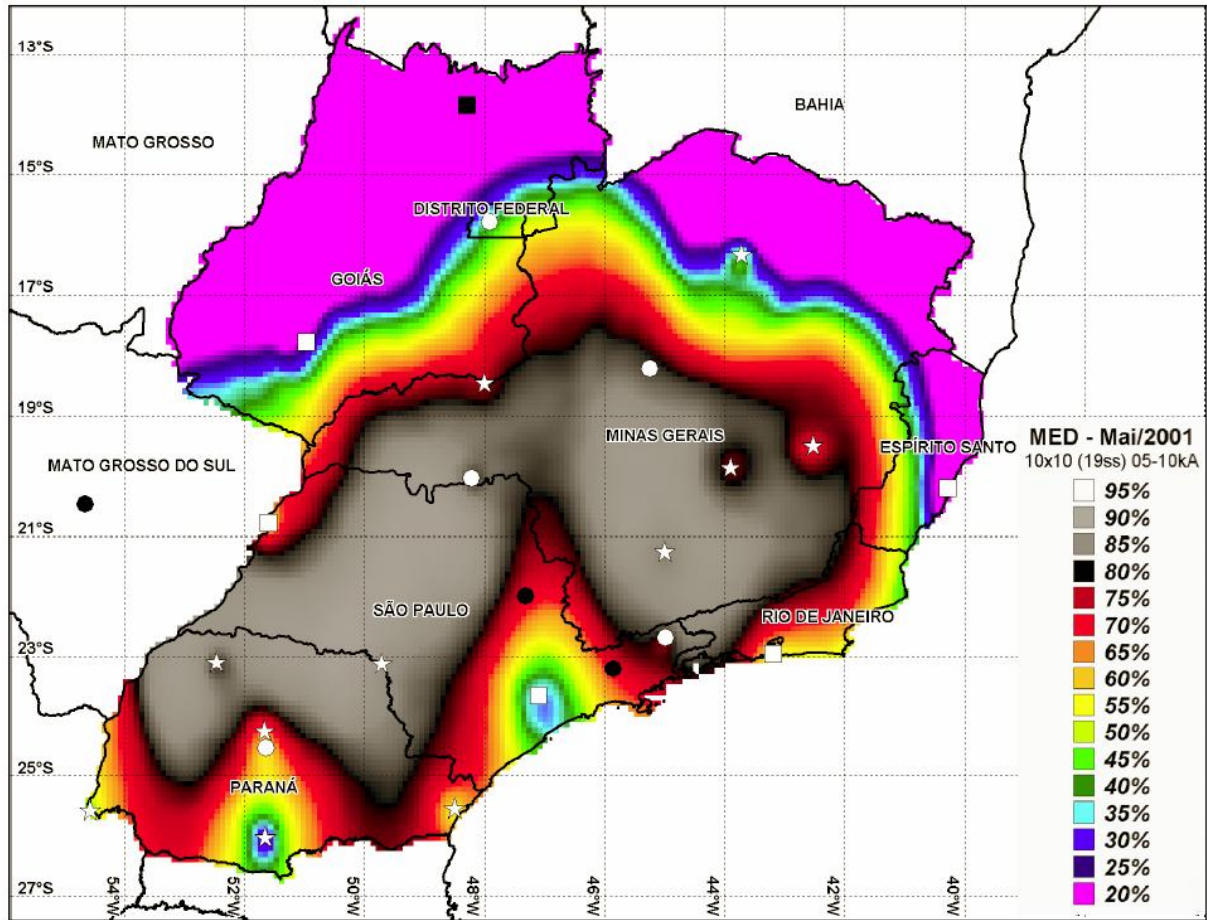 13°S
BAHIA
MATO GROSSO
15°S
DISTRITO FEDERAL
GOIÁS
17°S
19°S
MINAS GERAIS
ESPÍRITO SANTO
MATO GROSSO DO SUL
21°S
SÃO PAULO
RIO DE JANEIRO
23°S
25°S
PARANÁ
27°S
54°W
52°W
50°W
48°W
46°W
44°W
42°W
40°W
MED - Mai/2001
10x10 (19ss) 05-10kA
95%
90%
85%
80%
75%
70%
65%
60%
55%
50%
45%
40%
35%
30%
25%
20%